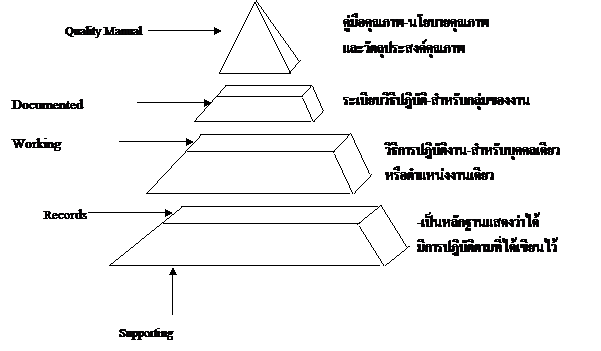 Quality Manual
คู่มือคุณภาพ-นโยบายคุณภาพ
และวัตถุประสงค์คุณภาพ
Documented
ระเบียบวิธีปฏิบัติ-สำหรับกลุ่มของงาน
Working
วิธีการปฏิบัติงาน-สำหรับบุคคลเดียว
หรือตำแหน่งงานเดียว
Records
-เป็นหลักฐานแสดงว่าได้
มีการปฏิบัติตามที่ได้เขียนไว้
Supporting